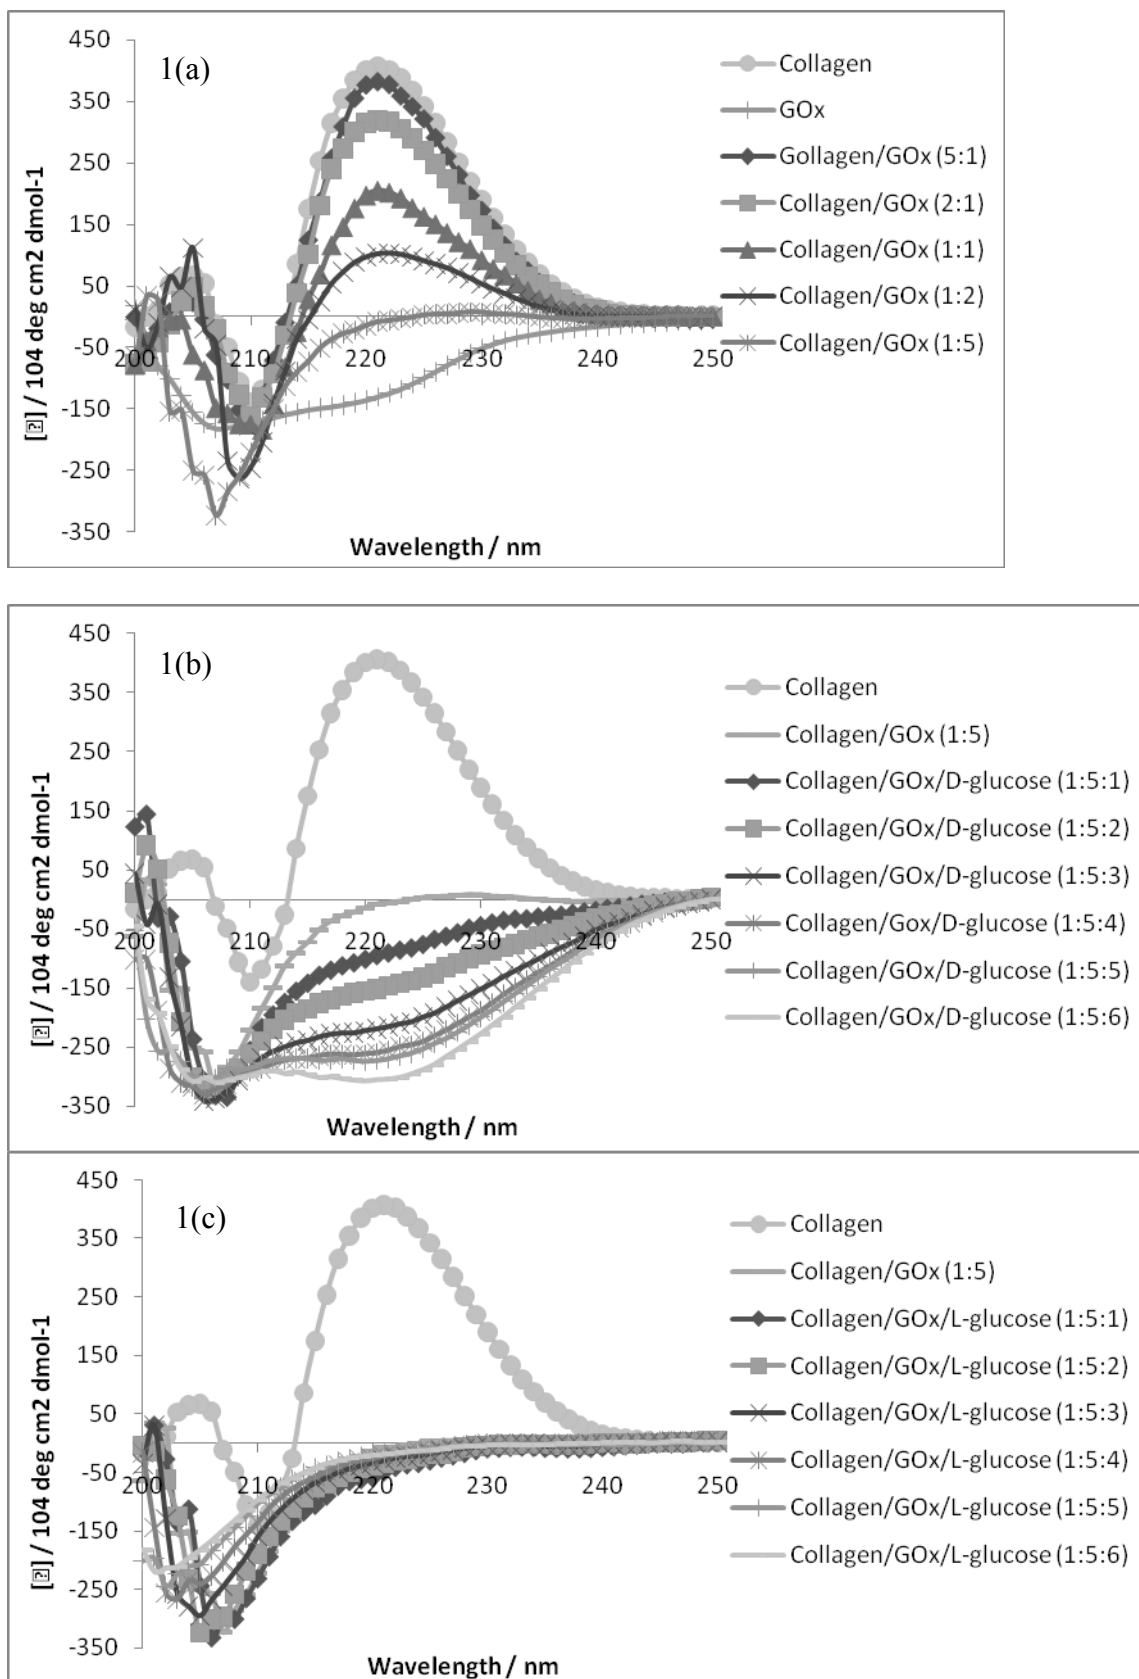 450
350
250
150
50
-50
-150
-250
-350
1(a)
200
210
220
230
240
250
[⍰] / 104 deg cm2 dmol-1
Wavelength / nm
Collagen
GOx
Gollagen/GOx (5:1)
Collagen/GOx (2:1)
Collagen/GOx (1:1)
Collagen/GOx (1:2)
Collagen/GOx (1:5)
450
350
250
150
50
-50
-150
-250
-350
1(b)
200
210
220
230
240
250
[⍰] / 104 deg cm2 dmol-1
Wavelength / nm
Collagen
Collagen/GOx (1:5)
Collagen/GOx/D-glucose (1:5:1)
Collagen/GOx/D-glucose (1:5:2)
Collagen/GOx/D-glucose (1:5:3)
Collagen/Gox/D-glucose (1:5:4)
Collagen/GOx/D-glucose (1:5:5)
Collagen/GOx/D-glucose (1:5:6)
450
350
250
150
50
-50
-150
-250
-350
1(c)
200
210
220
230
240
250
[⍰] / 104 deg cm2 dmol-1
Wavelength / nm
Collagen
Collagen/GOx (1:5)
Collagen/GOx/L-glucose (1:5:1)
Collagen/GOx/L-glucose (1:5:2)
Collagen/GOx/L-glucose (1:5:3)
Collagen/GOx/L-glucose (1:5:4)
Collagen/GOx/L-glucose (1:5:5)
Collagen/GOx/L-glucose (1:5:6)